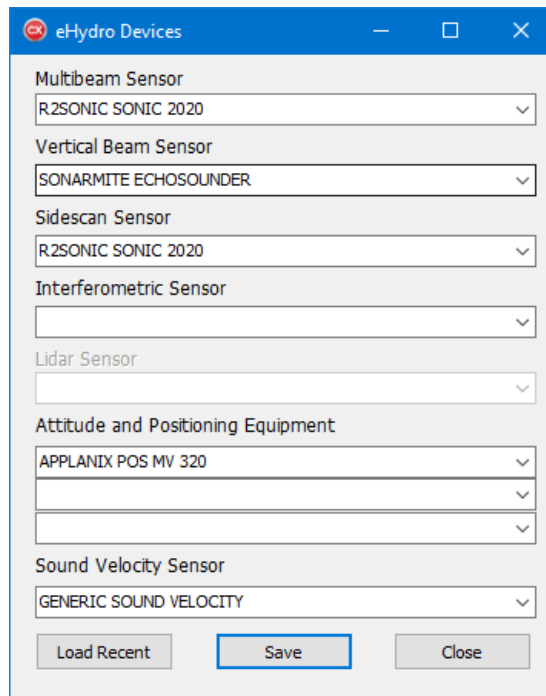 CX eHydro Devices
Multibeam Sensor
R2SONIC SONIC 2020
Vertical Beam Sensor
SONARMITE ECHOSOUNDER
Sidescan Sensor
R2SONIC SONIC 2020
Interferometric Sensor
Lidar Sensor
Attitude and Positioning Equipment
APPLANIX POS MV 320
Sound Velocity Sensor
GENERIC SOUND VELOCITY
Load Recent Save Close